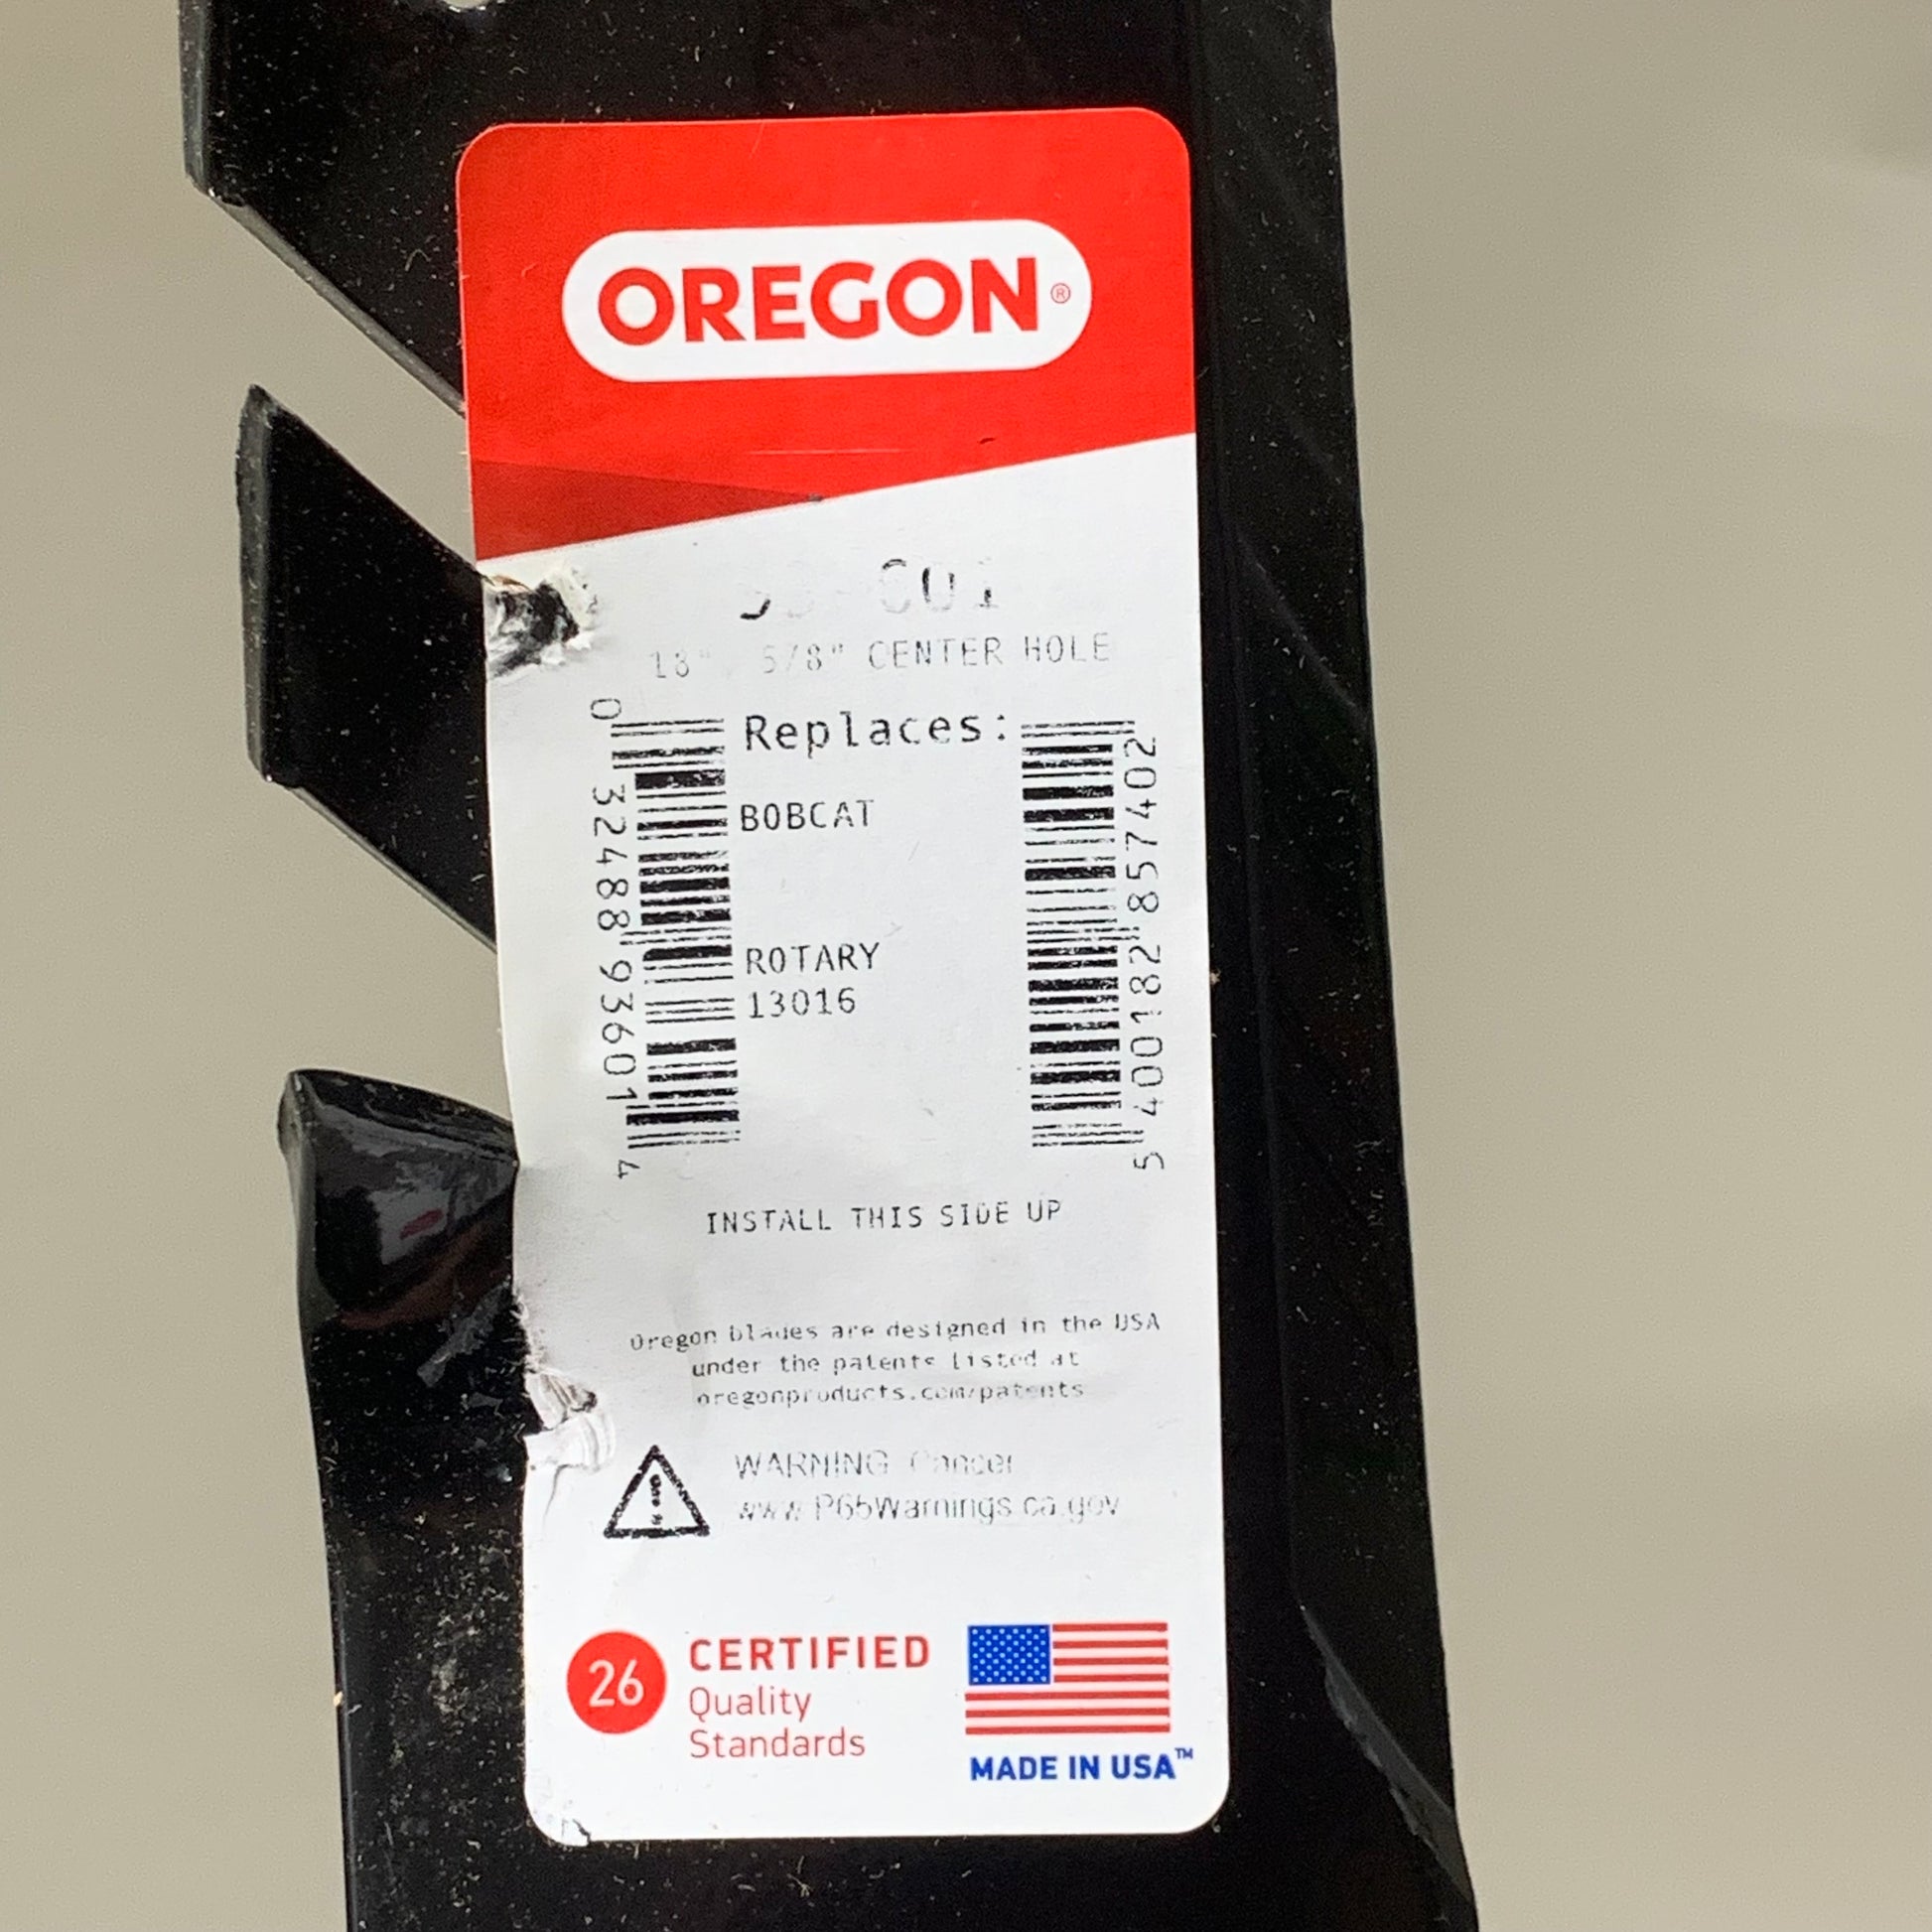 OREGON®
18", 5/8" CENTER HOLE
Replaces:
BOBCAT
ROTARY
13016
0 32488 93601 4
5 400182 857402
INSTALL THIS SIDE UP
Oregon blades are designed in the USA
under the patents listed at
oregonproducts.com/patents
WARNING Cancer
www.P65Warnings.ca.gov
26
CERTIFIED
Quality
Standards
MADE IN USA™